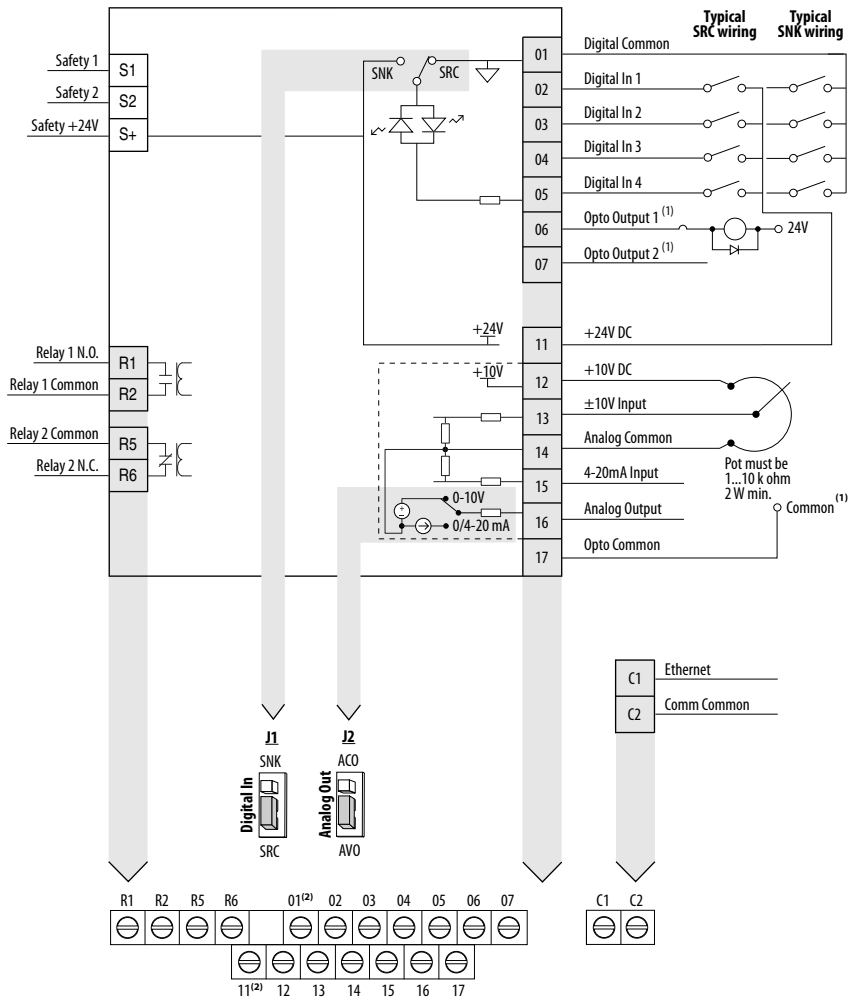 Typical SRC wiring
Typical SNK wiring
Safety 1
S1
Safety 2
S2
Safety +24V
S+
SNK
SRC
01
Digital Common
02
Digital In 1
03
Digital In 2
04
Digital In 3
05
Digital In 4
06
Opto Output 1 (1)
24V
07
Opto Output 2 (1)
+24V
11
+24V DC
Relay 1 N.O.
R1
Relay 1 Common
R2
Relay 2 Common
R5
Relay 2 N.C.
R6
+10V
12
+10V DC
13
±10V Input
14
Analog Common
Pot must be
1...10 k ohm
2 W min.
15
4-20mA Input
0-10V
0/4-20 mA
16
Analog Output
Common (1)
17
Opto Common
C1
Ethernet
C2
Comm Common
J1
SNK
Digital In
SRC
J2
ACO
Analog Out
AVO
R1 R2 R5 R6 01(2) 02 03 04 05 06 07
11(2) 12 13 14 15 16 17
C1 C2